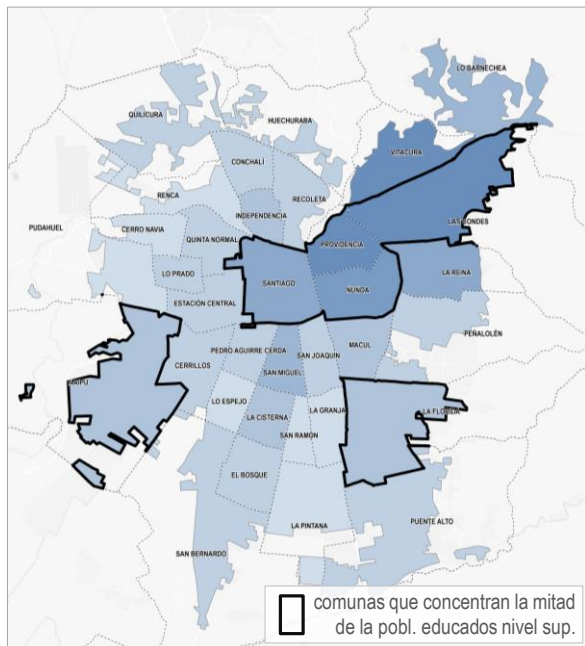 LO BARNECHEA
QUILICURA
HUECHURABA
VITACURA
CONCHALÍ
RENCA
RECOLETA
INDEPENDENCIA
LAS CONDES
PUDAHUEL
CERRO NAVIA
QUINTA NORMAL
PROVIDENCIA
LO PRADO
LA REINA
SANTIAGO
ÑUÑOA
ESTACIÓN CENTRAL
PEÑALOLÉN
MACUL
PEDRO AGUIRRE CERDA
SAN JOAQUÍN
CERRILLOS
SAN MIGUEL
MAIPÚ
LO ESPEJO
LA GRANJA
LA FLORIDA
LA CISTERNA
SAN RAMÓN
EL BOSQUE
LA PINTANA
PUENTE ALTO
SAN BERNARDO
comunas que concentran la mitad
de la pobl. educados nivel sup.